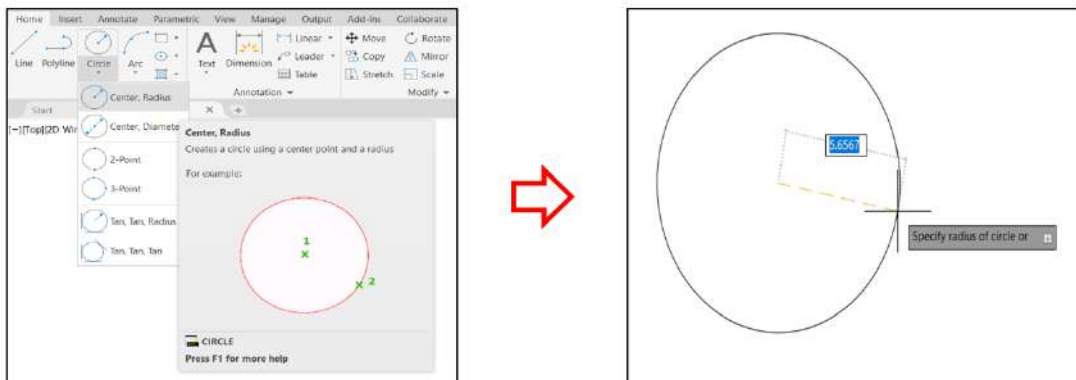 Home Insert Annotate Parametric View Manage Output Add-ins Collaborate
Line Polyline Circle Arc Text Dimension
Linear
Leader
Table
Move
Copy
Stretch
Rotate
Mirror
Scale
Annotation
Modify
Start
[−][Top][2D Wir
Center, Radius
Center, Diamete
2-Point
3-Point
Tan, Tan, Radius
Tan, Tan, Tan
Center, Radius
Creates a circle using a center point and a radius
For example:
1
2
CIRCLE
Press F1 for more help
5.6567
Specify radius of circle or